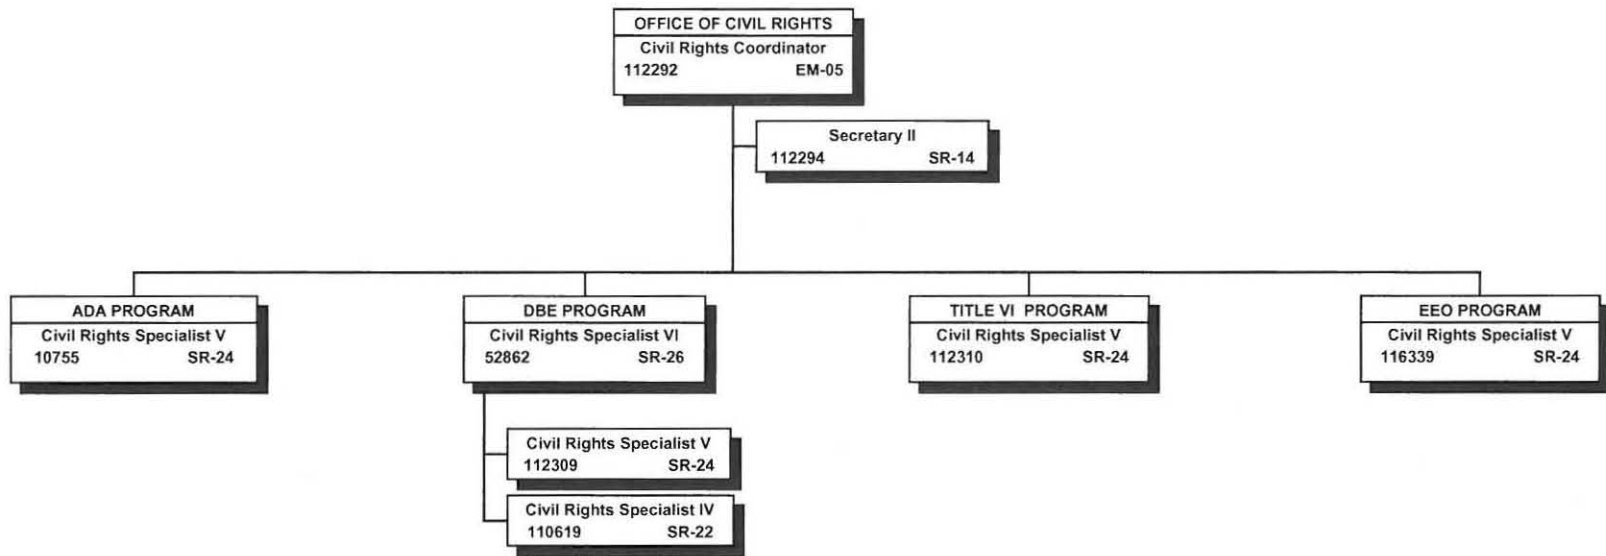 OFFICE OF CIVIL RIGHTS
Civil Rights Coordinator
112292 EM-05
Secretary II
112294 SR-14
ADA PROGRAM
Civil Rights Specialist V
10755 SR-24
DBE PROGRAM
Civil Rights Specialist VI
52862 SR-26
Civil Rights Specialist V
112309 SR-24
Civil Rights Specialist IV
110619 SR-22
TITLE VI PROGRAM
Civil Rights Specialist V
112310 SR-24
EEO PROGRAM
Civil Rights Specialist V
116339 SR-24